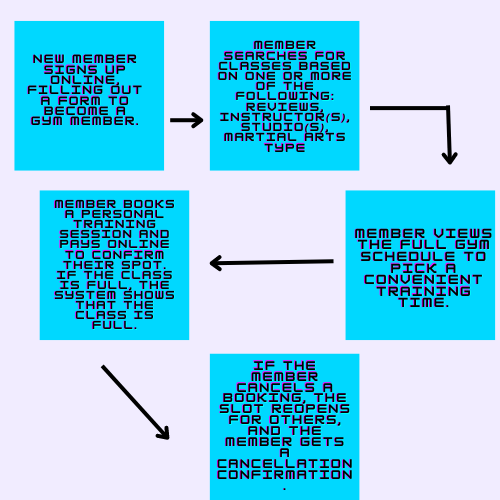 NEW MEMBER
SIGNS UP
ONLINE,
FILLING OUT
A FORM TO
BECOME A
GYM MEMBER.
MEMBER
SEARCHES FOR
CLASSES BASED
ON ONE OR MORE
OF THE
FOLLOWING:
REVIEWS,
INSTRUCTOR(S),
STUDIO(S),
MARTIAL ARTS
TYPE
MEMBER VIEWS
THE FULL GYM
SCHEDULE TO
PICK A
CONVENIENT
TRAINING
TIME.
MEMBER BOOKS
A PERSONAL
TRAINING
SESSION AND
PAYS ONLINE
TO CONFIRM
THEIR SPOT.
IF THE CLASS
IS FULL, THE
SYSTEM SHOWS
THAT THE
CLASS IS
FULL.
IF THE
MEMBER
CANCELS A
BOOKING, THE
SLOT REOPENS
FOR OTHERS,
AND THE
MEMBER GETS
A
CANCELLATION
CONFIRMATION
.